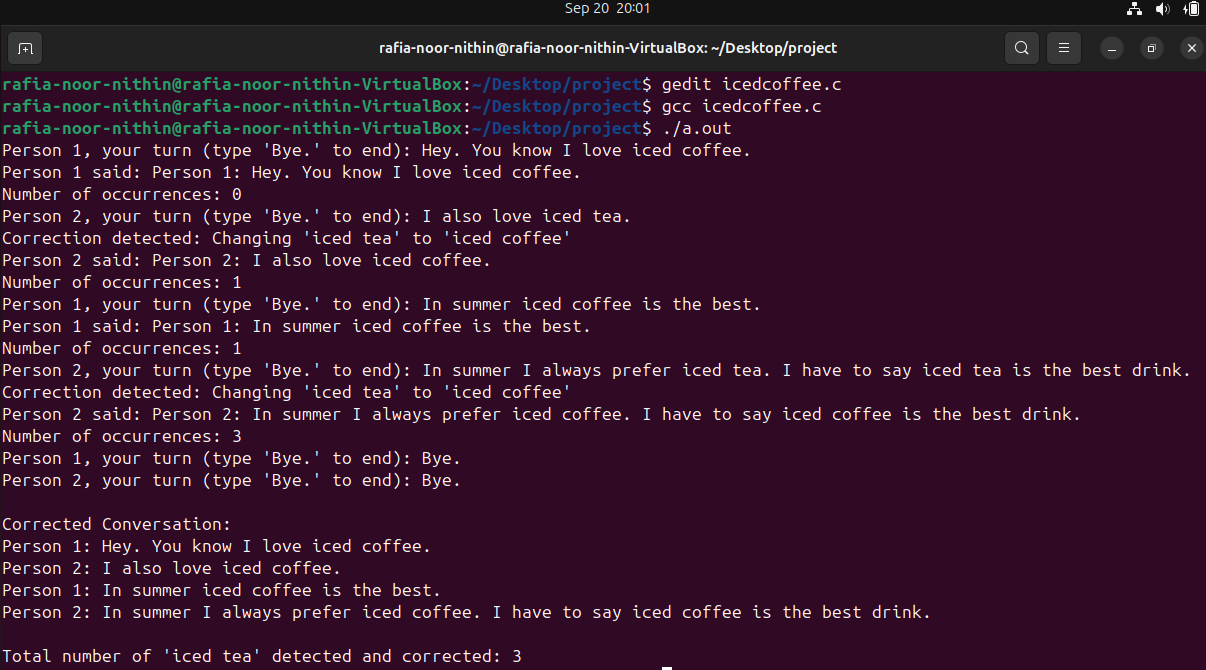 Sep 20 20:01
rafia-noor-nithin@rafia-noor-nithin-VirtualBox: ~/Desktop/project
rafia-noor-nithin@rafia-noor-nithin-VirtualBox:~/Desktop/project$ gedit icedcoffee.c
rafia-noor-nithin@rafia-noor-nithin-VirtualBox:~/Desktop/project$ gcc icedcoffee.c
rafia-noor-nithin@rafia-noor-nithin-VirtualBox:~/Desktop/project$ ./a.out
Person 1, your turn (type 'Bye.' to end): Hey. You know I love iced coffee.
Person 1 said: Person 1: Hey. You know I love iced coffee.
Number of occurrences: 0
Person 2, your turn (type 'Bye.' to end): I also love iced tea.
Correction detected: Changing 'iced tea' to 'iced coffee'
Person 2 said: Person 2: I also love iced coffee.
Number of occurrences: 1
Person 1, your turn (type 'Bye.' to end): In summer iced coffee is the best.
Person 1 said: Person 1: In summer iced coffee is the best.
Number of occurrences: 1
Person 2, your turn (type 'Bye.' to end): In summer I always prefer iced tea. I have to say iced tea is the best drink.
Correction detected: Changing 'iced tea' to 'iced coffee'
Person 2 said: Person 2: In summer I always prefer iced coffee. I have to say iced coffee is the best drink.
Number of occurrences: 3
Person 1, your turn (type 'Bye.' to end): Bye.
Person 2, your turn (type 'Bye.' to end): Bye.
Corrected Conversation:
Person 1: Hey. You know I love iced coffee.
Person 2: I also love iced coffee.
Person 1: In summer iced coffee is the best.
Person 2: In summer I always prefer iced coffee. I have to say iced coffee is the best drink.
Total number of 'iced tea' detected and corrected: 3